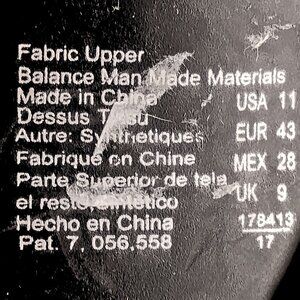 Fabric Upper
Balance Man Made Materials
Made in China USA 11
Dessus Tissu
Autre: Synthetiques EUR 43
Fabriqué en Chine MEX 28
Parte Superior de tela
el resto sintético UK 9
Hecho en China 178413
Pat. 7, 056,558 17